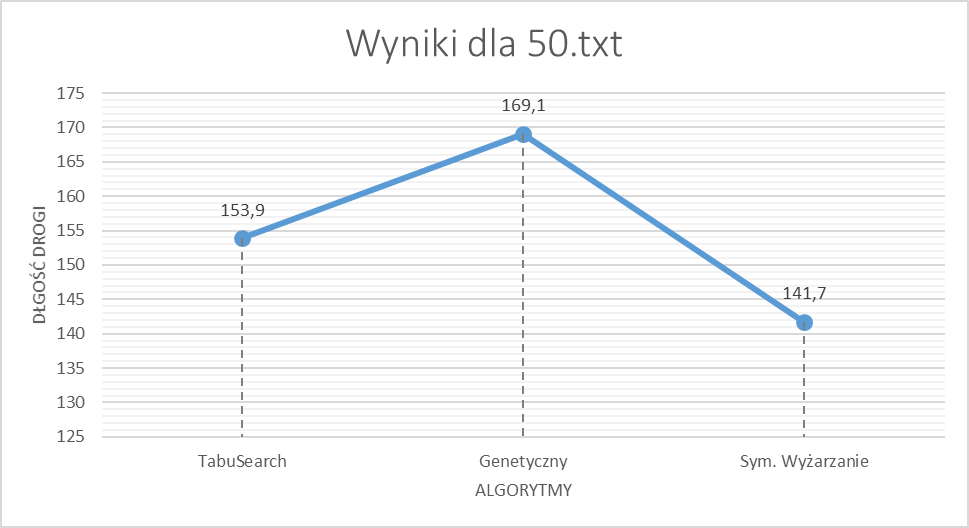 Wyniki dla 50.txt
DŁGOŚĆ DROGI
175
170
165
160
155
150
145
140
135
130
125
153,9
169,1
141,7
TabuSearch
Genetyczny
Sym. Wyżarzanie
ALGORYTMY